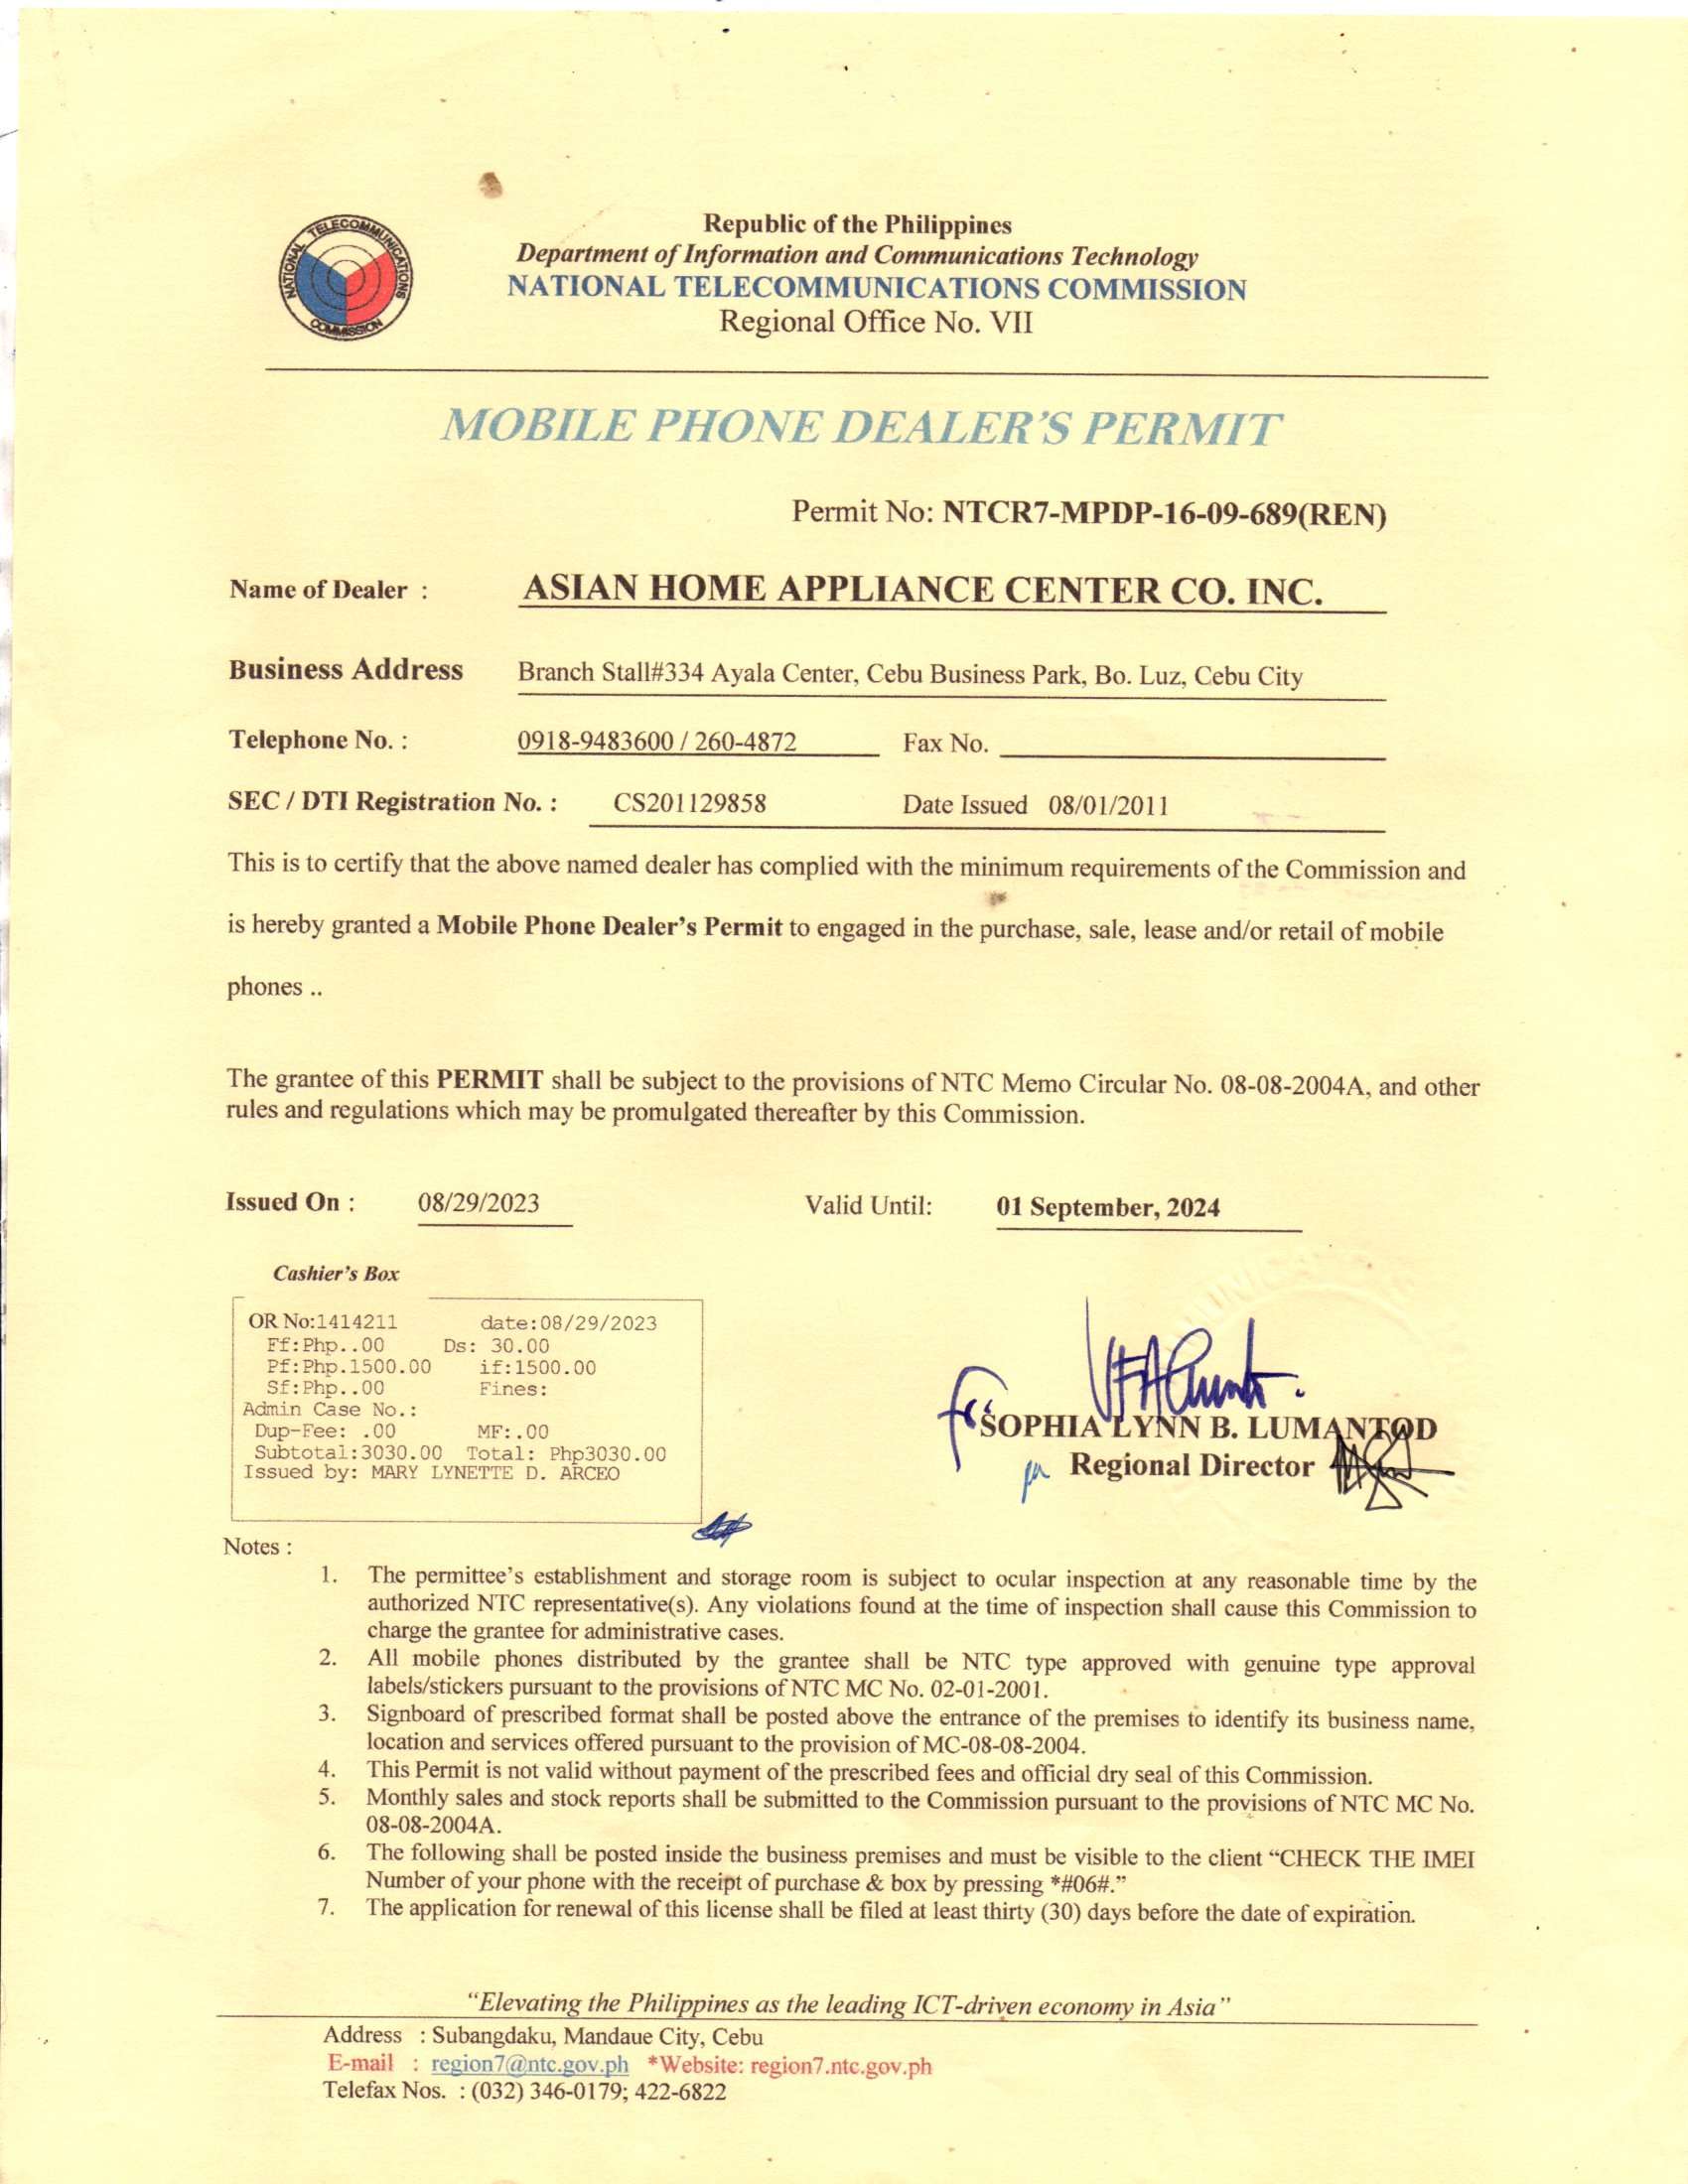 NATIONAL TELECOMMUNICATIONS COMMISSION
Republic of the Philippines
Department of Information and Communications Technology
NATIONAL TELECOMMUNICATIONS COMMISSION
Regional Office No. VII
MOBILE PHONE DEALER'S PERMIT
Permit No: NTCR7-MPDP-16-09-689(REN)
Name of Dealer : ASIAN HOME APPLIANCE CENTER CO. INC.
Business Address Branch Stall#334 Ayala Center, Cebu Business Park, Bo. Luz, Cebu City
Telephone No. : 0918-9483600 / 260-4872 Fax No.
SEC / DTI Registration No. : CS201129858 Date Issued 08/01/2011
This is to certify that the above named dealer has complied with the minimum requirements of the Commission and
is hereby granted a Mobile Phone Dealer's Permit to engaged in the purchase, sale, lease and/or retail of mobile
phones ..
The grantee of this PERMIT shall be subject to the provisions of NTC Memo Circular No. 08-08-2004A, and other
rules and regulations which may be promulgated thereafter by this Commission.
Issued On : 08/29/2023 Valid Until: 01 September, 2024
Cashier's Box
OR No:1414211 date:08/29/2023
Ff:Php..00 Ds: 30.00
Pf:Php.1500.00 if:1500.00
Sf:Php..00 Fines:
Admin Case No.:
Dup-Fee: .00 MF:.00
Subtotal:3030.00 Total: Php3030.00
Issued by: MARY LYNETTE D. ARCEO
SOPHIA LYNN B. LUMANTOD
Regional Director
Notes :
1. The permittee's establishment and storage room is subject to ocular inspection at any reasonable time by the
authorized NTC representative(s). Any violations found at the time of inspection shall cause this Commission to
charge the grantee for administrative cases.
2. All mobile phones distributed by the grantee shall be NTC type approved with genuine type approval
labels/stickers pursuant to the provisions of NTC MC No. 02-01-2001.
3. Signboard of prescribed format shall be posted above the entrance of the premises to identify its business name,
location and services offered pursuant to the provision of MC-08-08-2004.
4. This Permit is not valid without payment of the prescribed fees and official dry seal of this Commission.
5. Monthly sales and stock reports shall be submitted to the Commission pursuant to the provisions of NTC MC No.
08-08-2004A.
6. The following shall be posted inside the business premises and must be visible to the client “CHECK THE IMEI
Number of your phone with the receipt of purchase & box by pressing *#06#.”
7. The application for renewal of this license shall be filed at least thirty (30) days before the date of expiration.
“Elevating the Philippines as the leading ICT-driven economy in Asia”
Address : Subangdaku, Mandaue City, Cebu
E-mail : region7@ntc.gov.ph *Website: region7.ntc.gov.ph
Telefax Nos. : (032) 346-0179; 422-6822